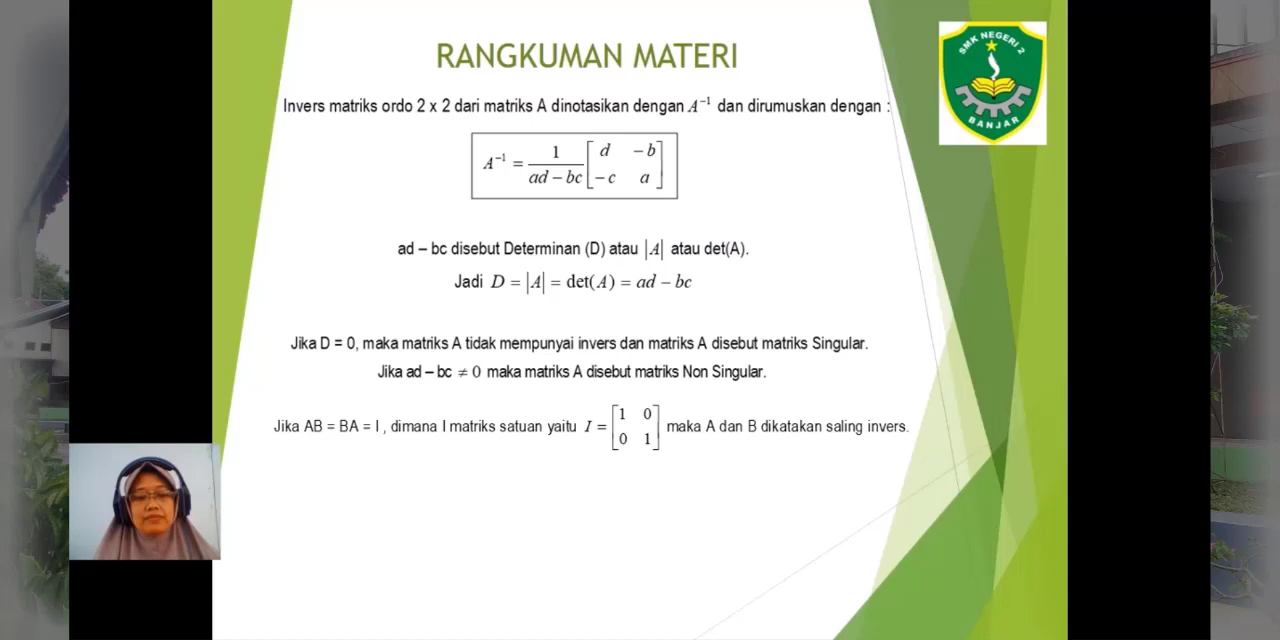 RANGKUMAN MATERI
SMK NEGERI 2
BANJAR
Invers matriks ordo 2 x 2 dari matriks A dinotasikan dengan A⁻¹ dan dirumuskan dengan :
A⁻¹ = 1/(ad − bc) [d −b; −c a]
ad – bc disebut Determinan (D) atau |A| atau det(A).
Jadi D = |A| = det(A) = ad − bc
Jika D = 0, maka matriks A tidak mempunyai invers dan matriks A disebut matriks Singular.
Jika ad – bc ≠ 0 maka matriks A disebut matriks Non Singular.
Jika AB = BA = I , dimana I matriks satuan yaitu I = [1 0; 0 1] maka A dan B dikatakan saling invers.